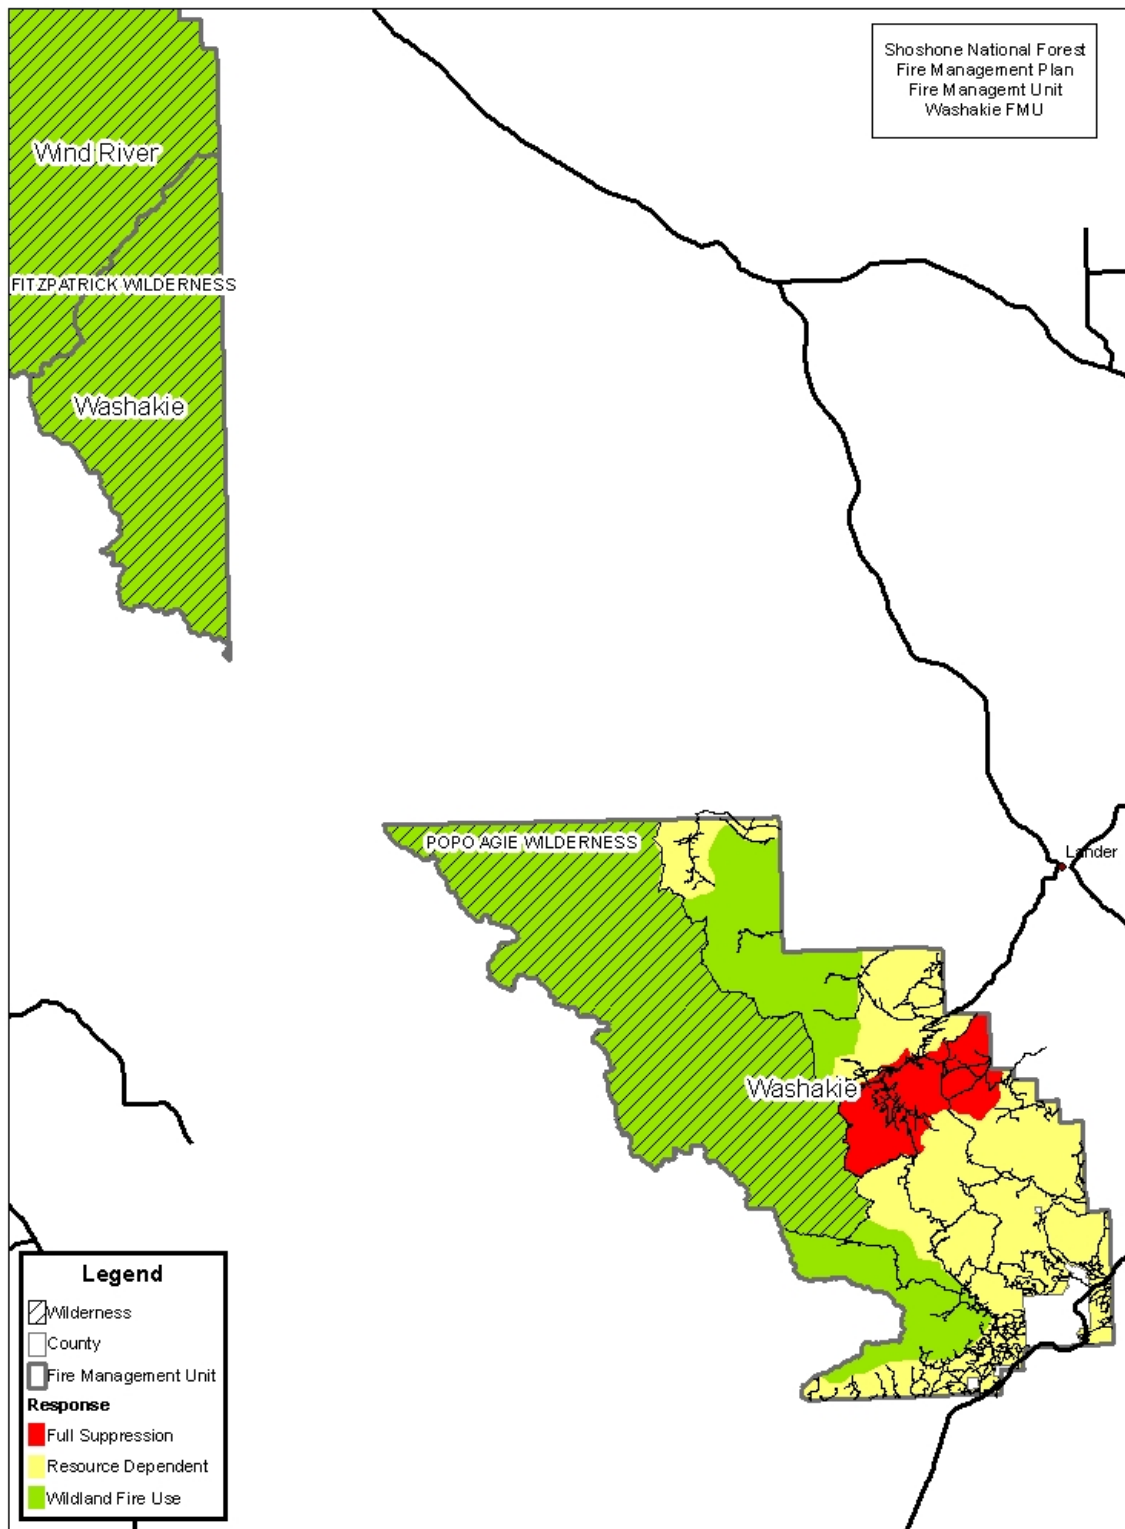 Shoshone National Forest
Fire Management Plan
Fire Managemt Unit
Washakie FMU
Wind River
FITZPATRICK WILDERNESS
Washakie
POPO AGIE WILDERNESS
Lander
Washakie
Legend
Wilderness
County
Fire Management Unit
Response
Full Suppression
Resource Dependent
Wildland Fire Use